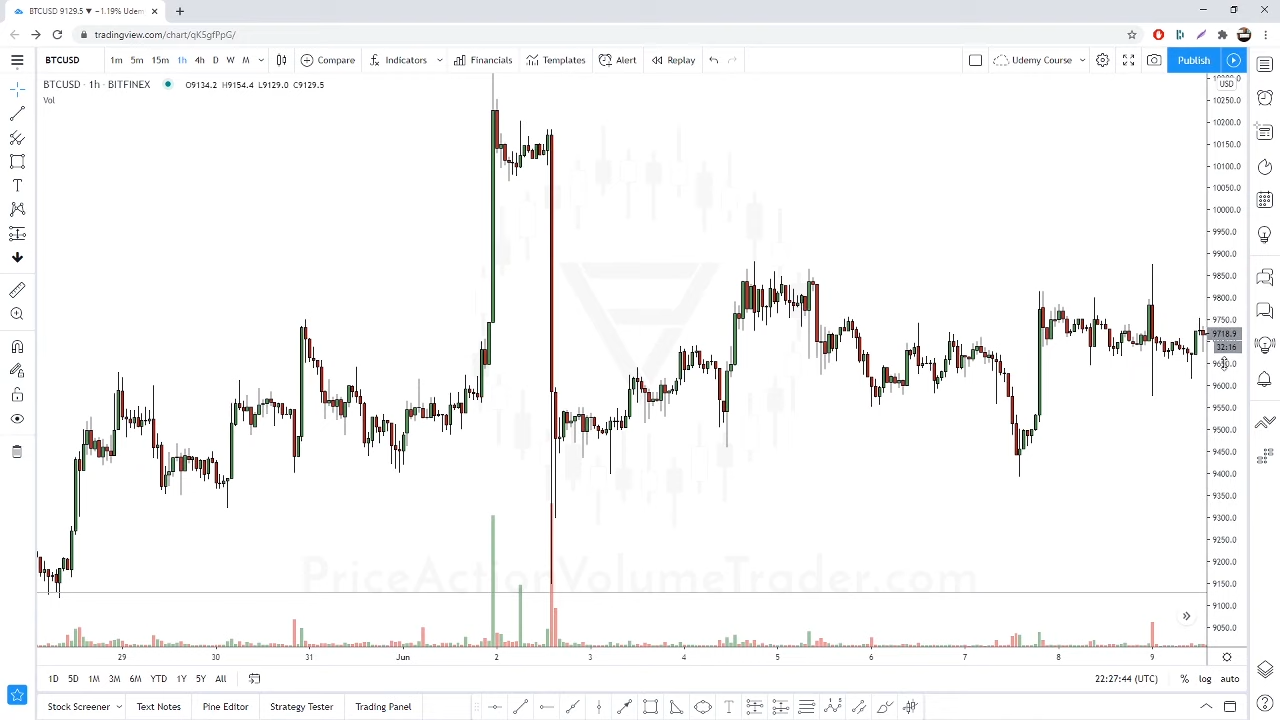 BTCUSD 9129.5 ▼ −1.19% Udem
tradingview.com/chart/qK5gfPpG/
BTCUSD 1m 5m 15m 1h 4h D W M Compare Indicators Financials Templates Alert Replay Udemy Course Publish
BTCUSD · 1h · BITFINEX O9134.2 H9154.4 L9129.0 C9129.5
Vol
USD
10250.0
10200.0
10150.0
10100.0
10050.0
10000.0
9950.0
9900.0
9850.0
9800.0
9750.0
9718.9
32:16
9600.0
9550.0
9500.0
9450.0
9400.0
9350.0
9300.0
9250.0
9200.0
9150.0
9100.0
9050.0
PriceActionVolumeTrader.com
29 30 31 Jun 2 3 4 5 6 7 8 9
1D 5D 1M 3M 6M YTD 1Y 5Y All 22:27:44 (UTC) % log auto
Stock Screener Text Notes Pine Editor Strategy Tester Trading Panel